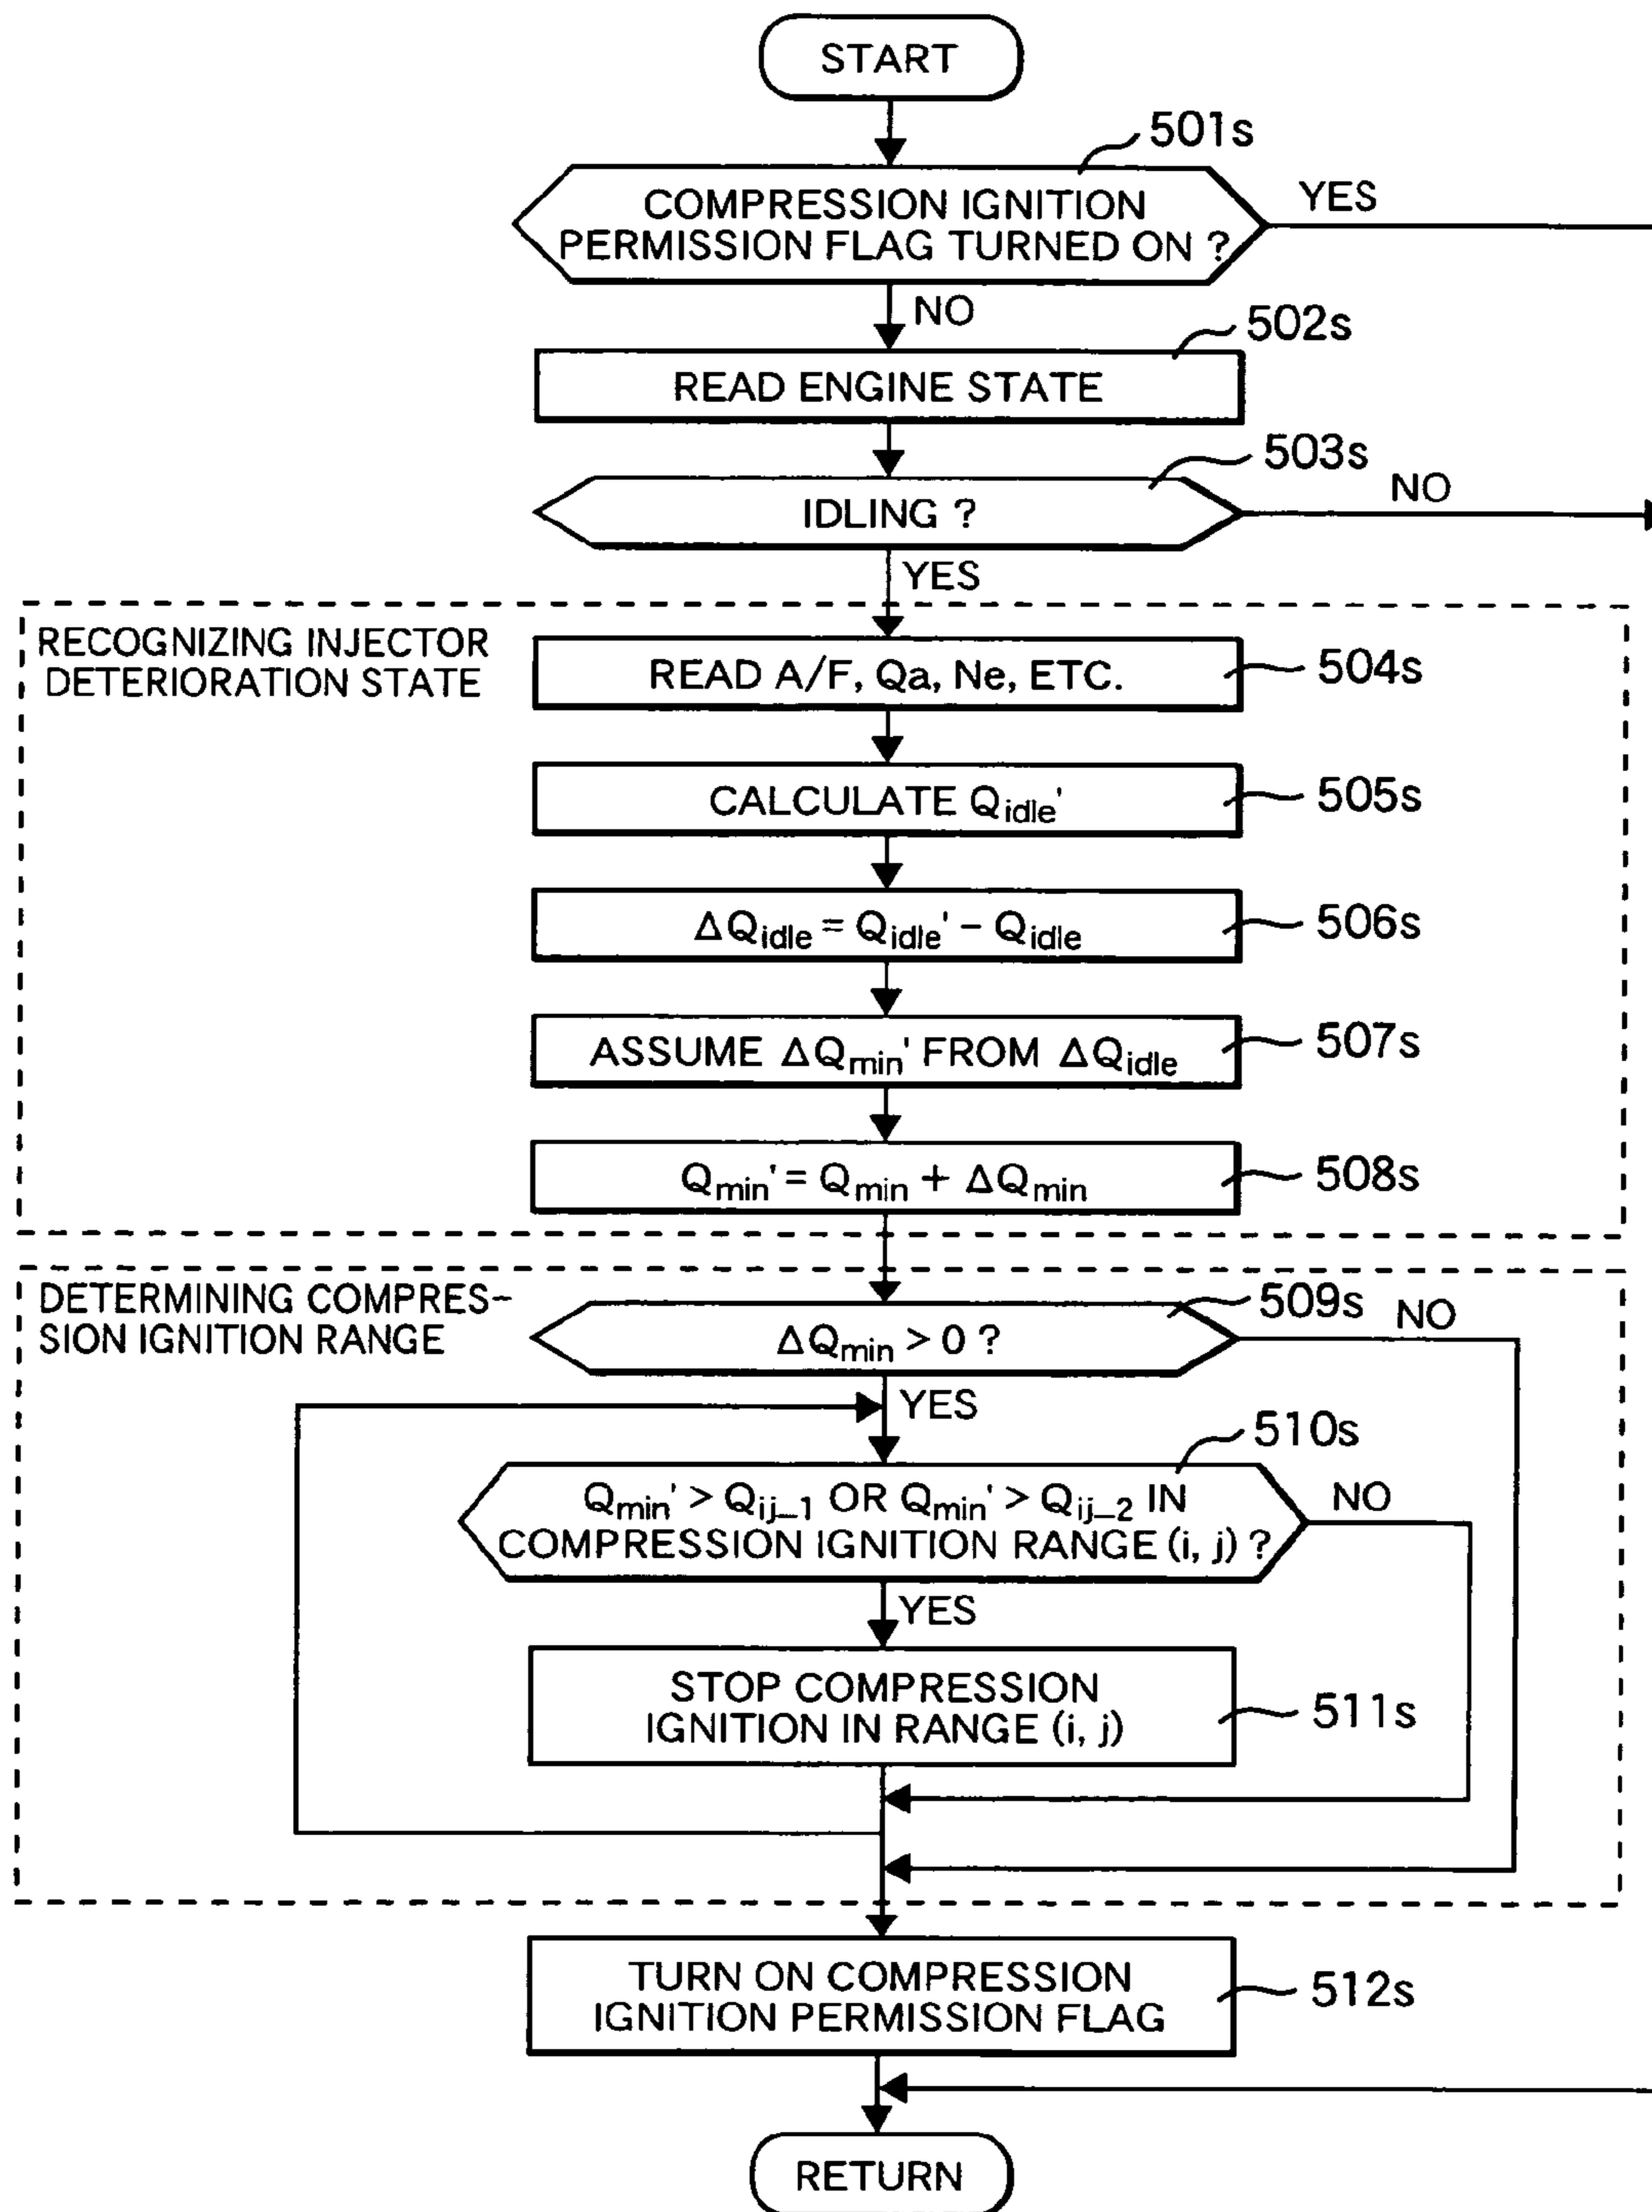 START
501s
COMPRESSION IGNITION
PERMISSION FLAG TURNED ON ?
YES
NO
502s
READ ENGINE STATE
503s
IDLING ?
NO
YES
RECOGNIZING INJECTOR
DETERIORATION STATE
READ A/F, Qa, Ne, ETC.
504s
CALCULATE Qidle'
505s
ΔQidle = Qidle' - Qidle
506s
ASSUME ΔQmin' FROM ΔQidle
507s
Qmin' = Qmin + ΔQmin
508s
DETERMINING COMPRES-
SION IGNITION RANGE
509s
ΔQmin > 0 ?
NO
YES
510s
Qmin' > Qij_1 OR Qmin' > Qij_2 IN
COMPRESSION IGNITION RANGE (i, j) ?
NO
YES
STOP COMPRESSION
IGNITION IN RANGE (i, j)
511s
TURN ON COMPRESSION
IGNITION PERMISSION FLAG
512s
RETURN